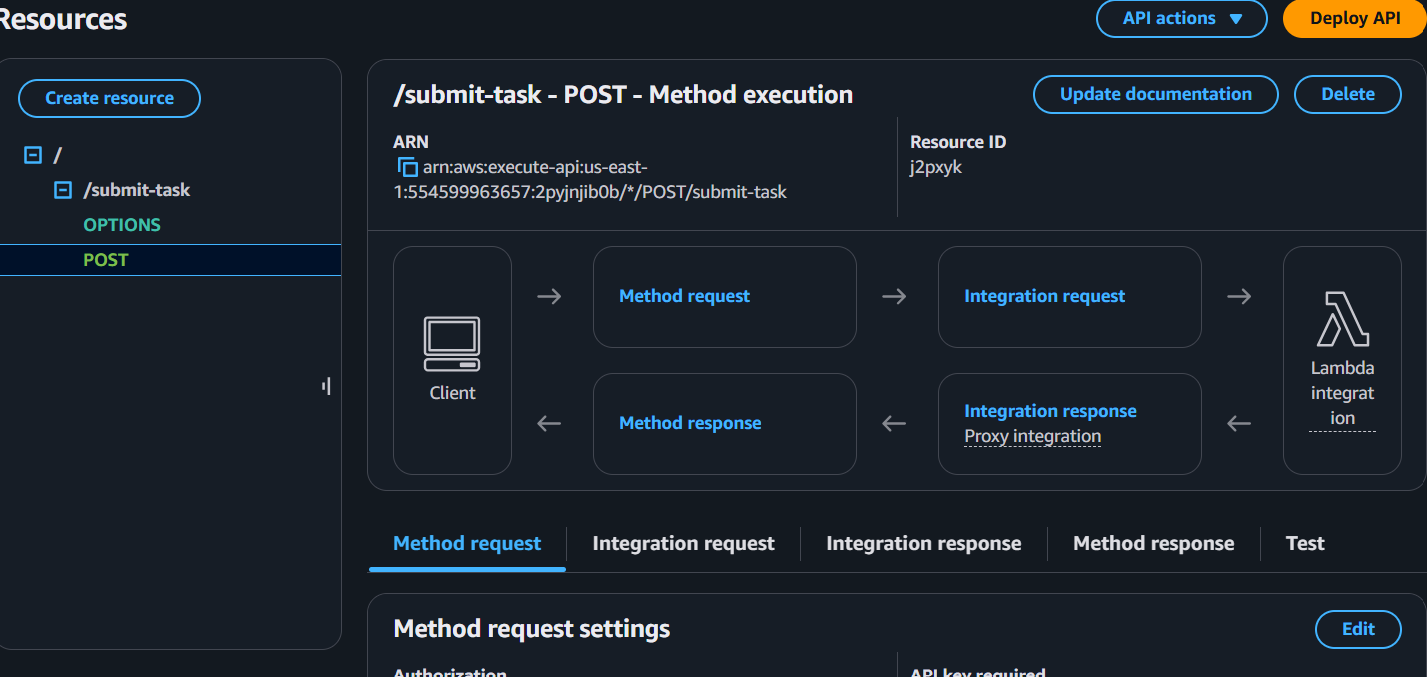 Resources
API actions
Deploy API
Create resource
/
/submit-task
OPTIONS
POST
/submit-task - POST - Method execution
Update documentation
Delete
ARN
arn:aws:execute-api:us-east-
1:554599963657:2pyjnjib0b/*/POST/submit-task
Resource ID
j2pxyk
Client
Method request
Integration request
Lambda
integrat
ion
Method response
Integration response
Proxy integration
Method request
Integration request
Integration response
Method response
Test
Method request settings
Edit
Authorization
API key required